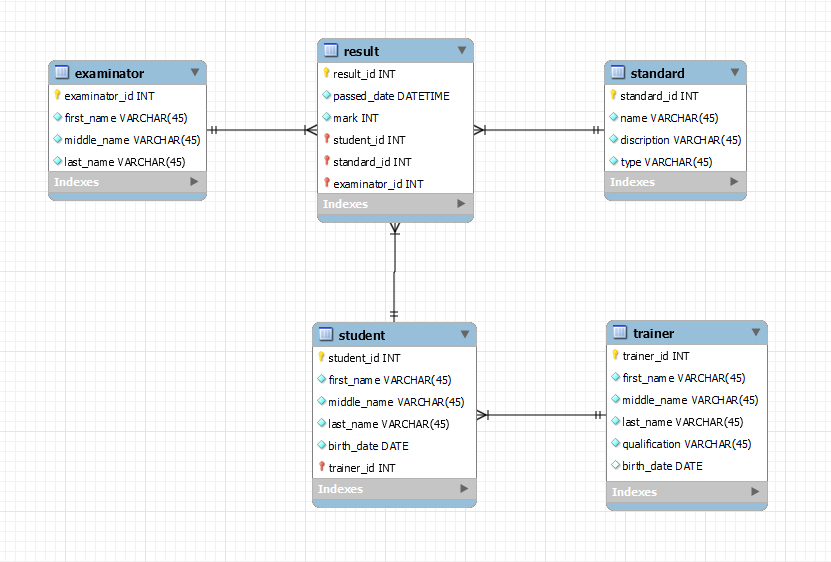 examinator
examinator_id INT
first_name VARCHAR(45)
middle_name VARCHAR(45)
last_name VARCHAR(45)
Indexes
result
result_id INT
passed_date DATETIME
mark INT
student_id INT
standard_id INT
examinator_id INT
Indexes
standard
standard_id INT
name VARCHAR(45)
discription VARCHAR(45)
type VARCHAR(45)
Indexes
student
student_id INT
first_name VARCHAR(45)
middle_name VARCHAR(45)
last_name VARCHAR(45)
birth_date DATE
trainer_id INT
Indexes
trainer
trainer_id INT
first_name VARCHAR(45)
middle_name VARCHAR(45)
last_name VARCHAR(45)
qualification VARCHAR(45)
birth_date DATE
Indexes